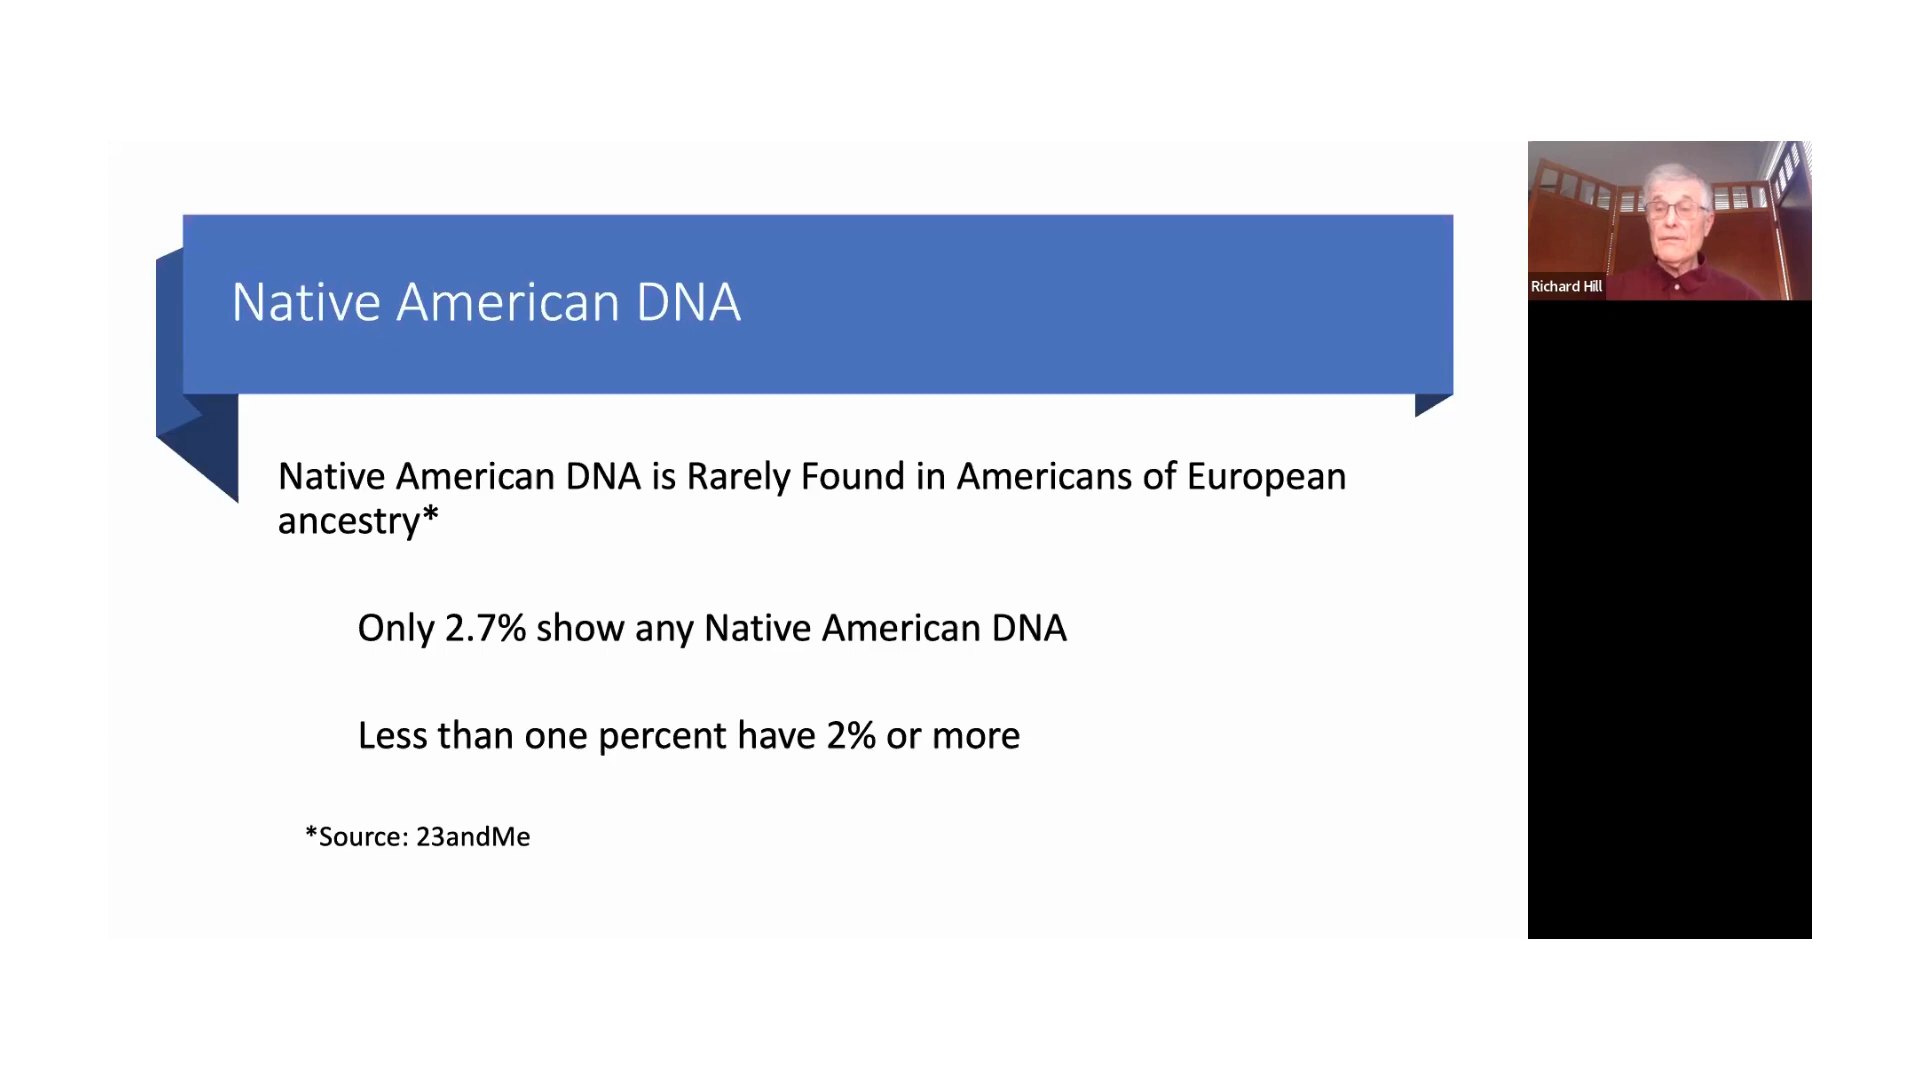 Native American DNA
Native American DNA is Rarely Found in Americans of European
ancestry*
Only 2.7% show any Native American DNA
Less than one percent have 2% or more
*Source: 23andMe
Richard Hill